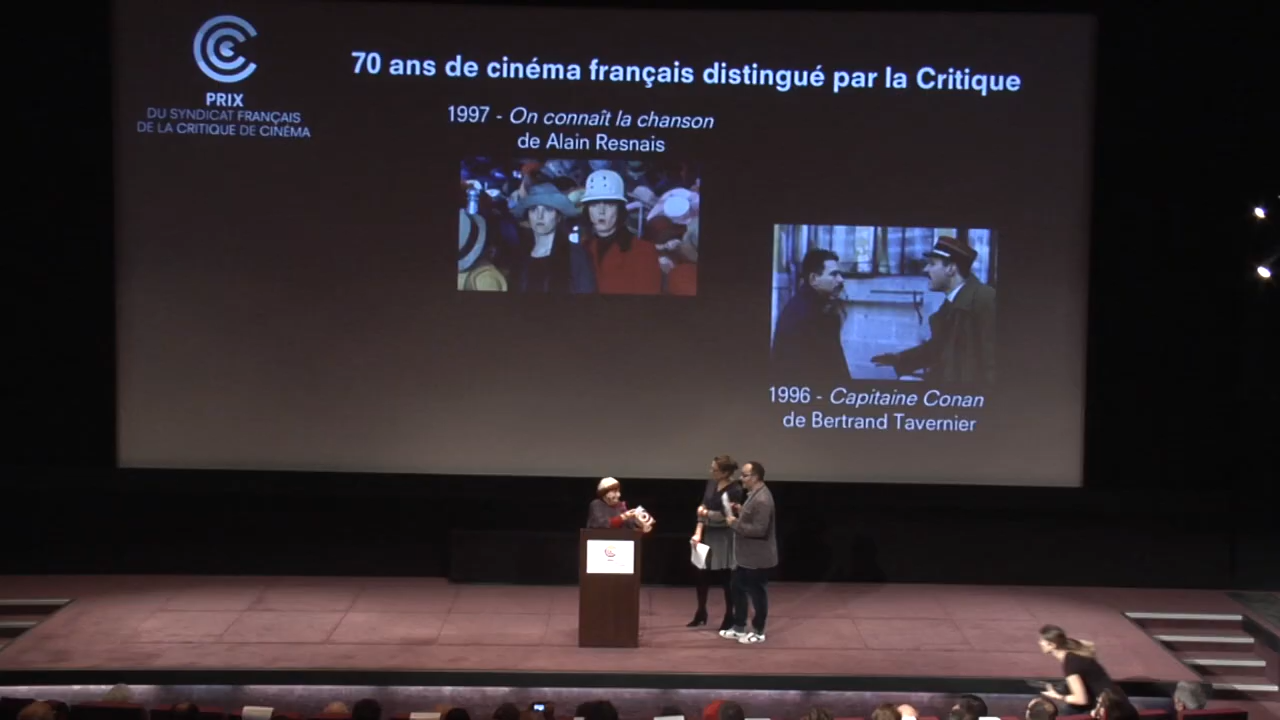 PRIX
DU SYNDICAT FRANÇAIS
DE LA CRITIQUE DE CINÉMA
70 ans de cinéma français distingué par la Critique
1997 - On connaît la chanson
de Alain Resnais
1996 - Capitaine Conan
de Bertrand Tavernier